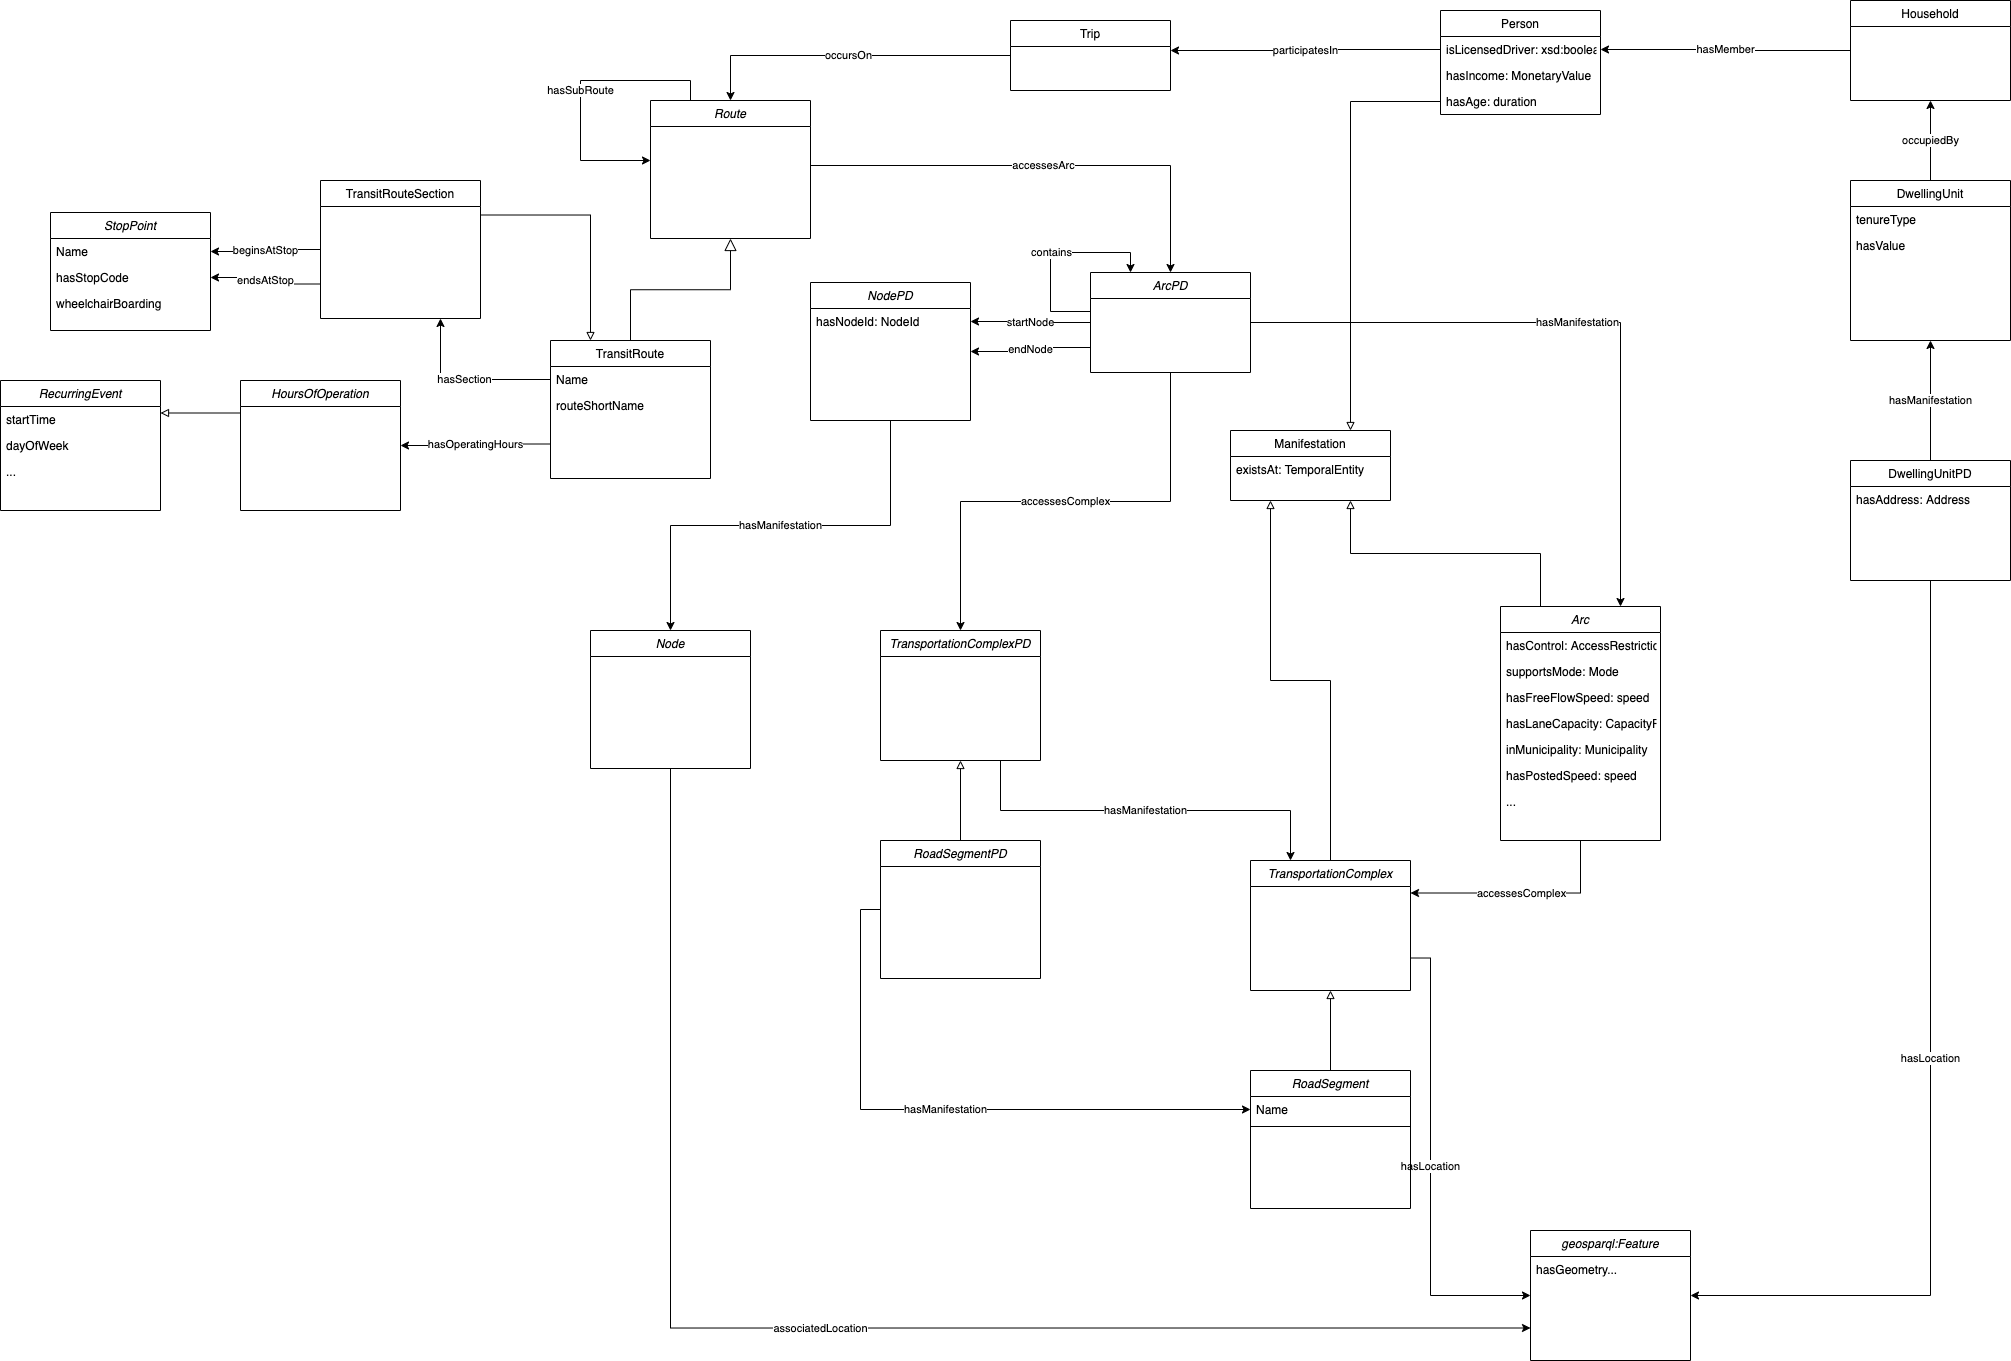 Household
Person
isLicensedDriver: xsd:boolea
hasIncome: MonetaryValue
hasAge: duration
hasMember
participatesIn
Trip
occursOn
hasSubRoute
Route
accessesArc
occupiedBy
DwellingUnit
tenureType
hasValue
TransitRouteSection
StopPoint
Name
hasStopCode
wheelchairBoarding
beginsAtStop
endsAtStop
contains
ArcPD
NodePD
hasNodeId: NodeId
startNode
endNode
hasManifestation
TransitRoute
Name
routeShortName
hasSection
hasOperatingHours
RecurringEvent
startTime
dayOfWeek
...
HoursOfOperation
hasManifestation
Manifestation
existsAt: TemporalEntity
DwellingUnitPD
hasAddress: Address
accessesComplex
hasManifestation
Node
TransportationComplexPD
Arc
hasControl: AccessRestrictic
supportsMode: Mode
hasFreeFlowSpeed: speed
hasLaneCapacity: CapacityF
inMunicipality: Municipality
hasPostedSpeed: speed
...
hasManifestation
RoadSegmentPD
TransportationComplex
accessesComplex
hasLocation
RoadSegment
Name
hasManifestation
hasLocation
geosparql:Feature
hasGeometry...
associatedLocation